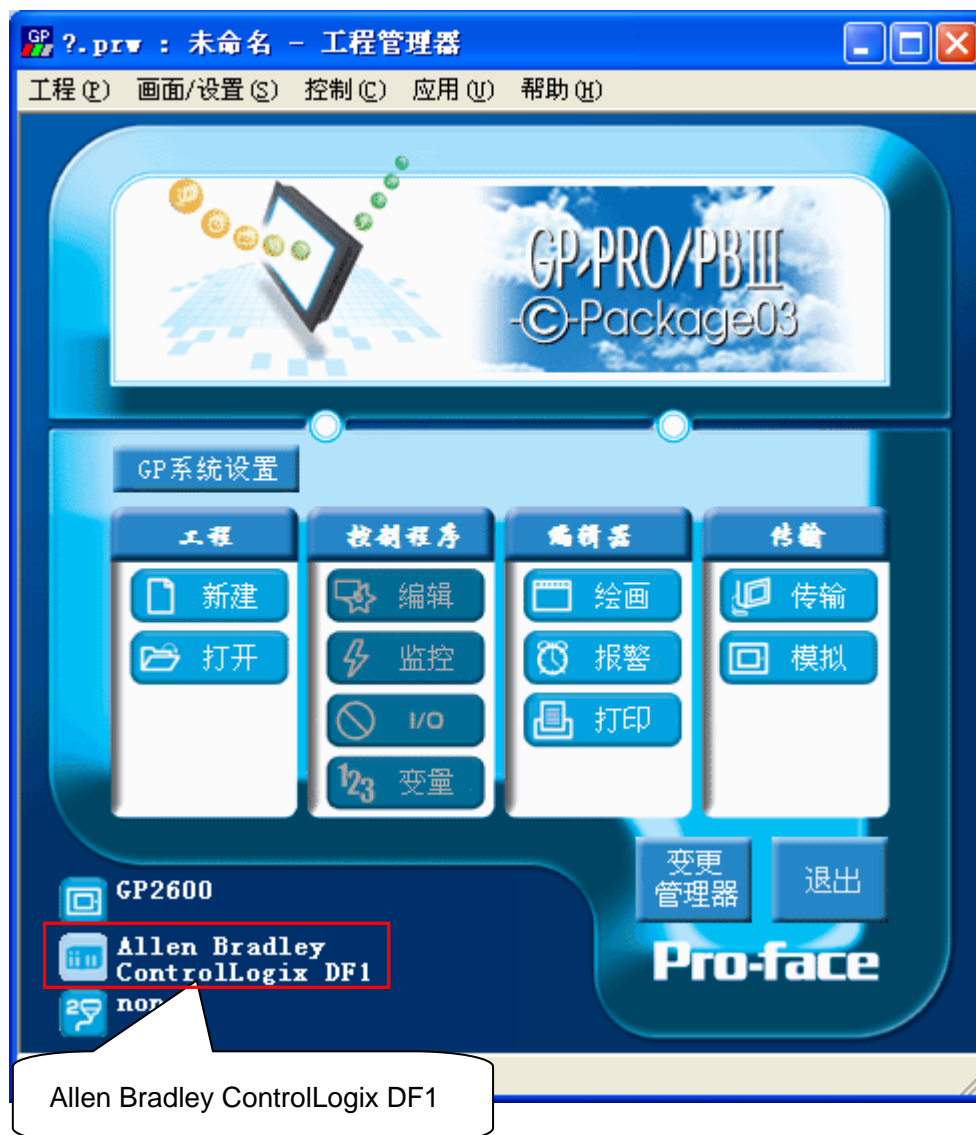 GP ?.prw : 未命名 - 工程管理器
工程(P) 画面/设置(S) 控制(C) 应用(U) 帮助(H)
GP-PRO/PBIII
-©-Package03
GP系统设置
工程 控制程序 编辑器 传输
新建 编辑 绘画 传输
打开 监控 报警 模拟
I/O 打印
123 变量
变更
管理器
退出
GP2600
Allen Bradley
ControlLogix DF1
Pro-face
2
Allen Bradley ControlLogix DF1